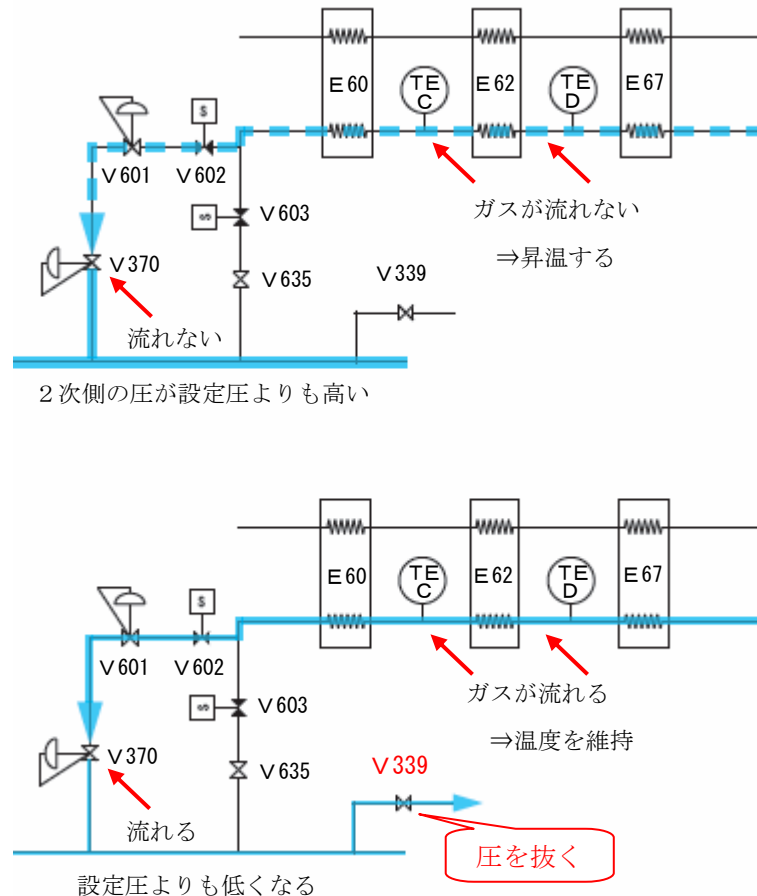 E60
TE
C
E62
TE
D
E67
S
V601
V602
S
V603
ガスが流れない
⇒昇温する
V370
V635
V339
流れない
２次側の圧が設定圧よりも高い
E60
TE
C
E62
TE
D
E67
S
V601
V602
S
V603
ガスが流れる
⇒温度を維持
V370
V635
V339
流れる
圧を抜く
設定圧よりも低くなる